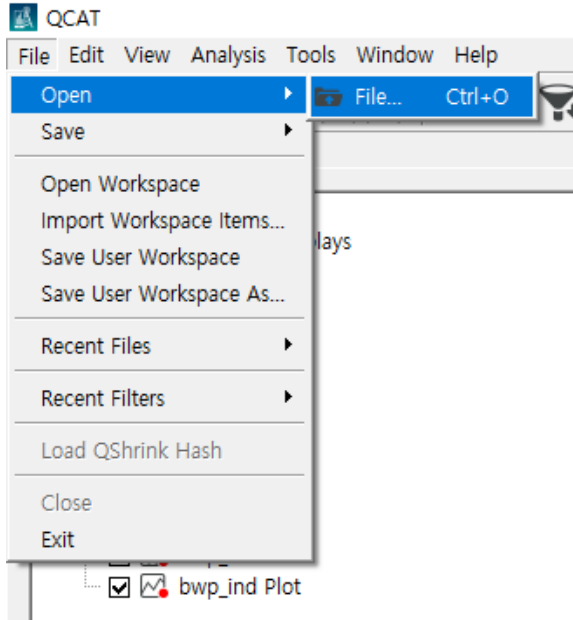 QCAT
File Edit View Analysis Tools Window Help
Open File... Ctrl+O
Save
Open Workspace
Import Workspace Items...
lays
Save User Workspace
Save User Workspace As...
Recent Files
Recent Filters
Load QShrink Hash
Close
Exit
bwp_ind Plot